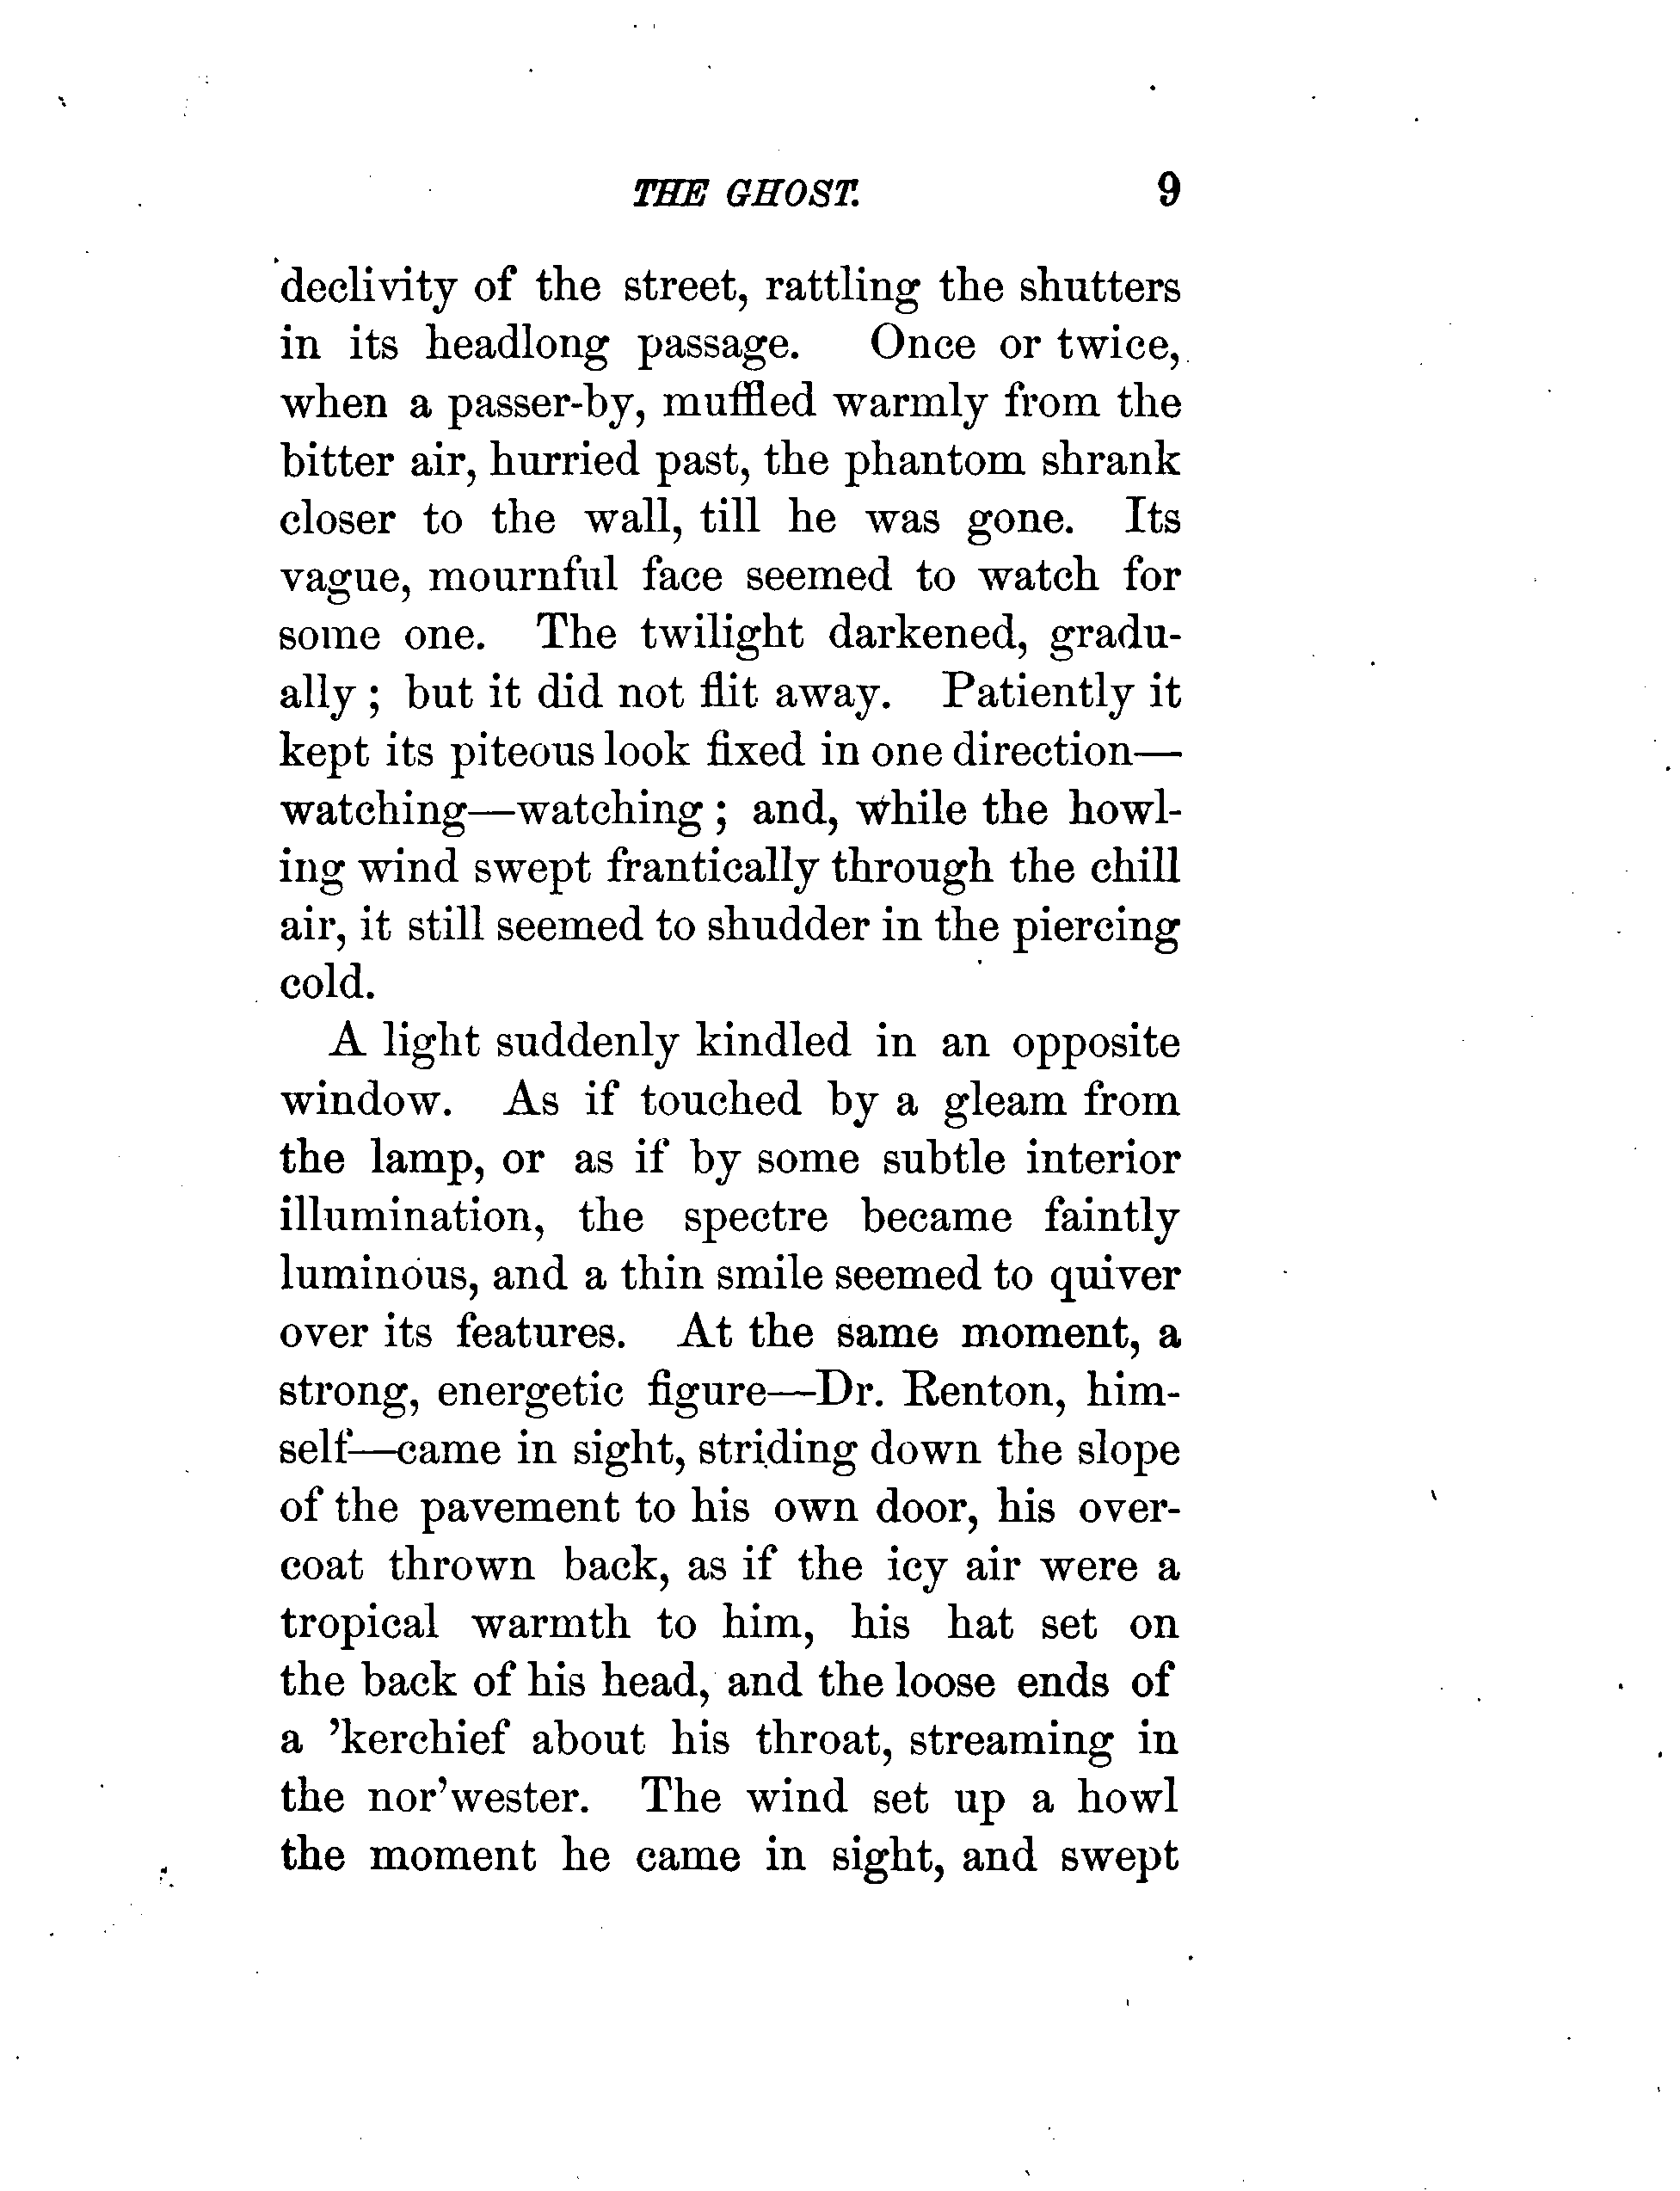 THE GHOST. 9
declivity of the street, rattling the shutters
in its headlong passage. Once or twice,
when a passer-by, muffled warmly from the
bitter air, hurried past, the phantom shrank
closer to the wall, till he was gone. Its
vague, mournful face seemed to watch for
some one. The twilight darkened, gradu-
ally ; but it did not flit away. Patiently it
kept its piteous look fixed in one direction—
watching—watching ; and, while the howl-
ing wind swept frantically through the chill
air, it still seemed to shudder in the piercing
cold.
A light suddenly kindled in an opposite
window. As if touched by a gleam from
the lamp, or as if by some subtle interior
illumination, the spectre became faintly
luminous, and a thin smile seemed to quiver
over its features. At the same moment, a
strong, energetic figure—Dr. Renton, him-
self—came in sight, striding down the slope
of the pavement to his own door, his over-
coat thrown back, as if the icy air were a
tropical warmth to him, his hat set on
the back of his head, and the loose ends of
a ’kerchief about his throat, streaming in
the nor’wester. The wind set up a howl
the moment he came in sight, and swept